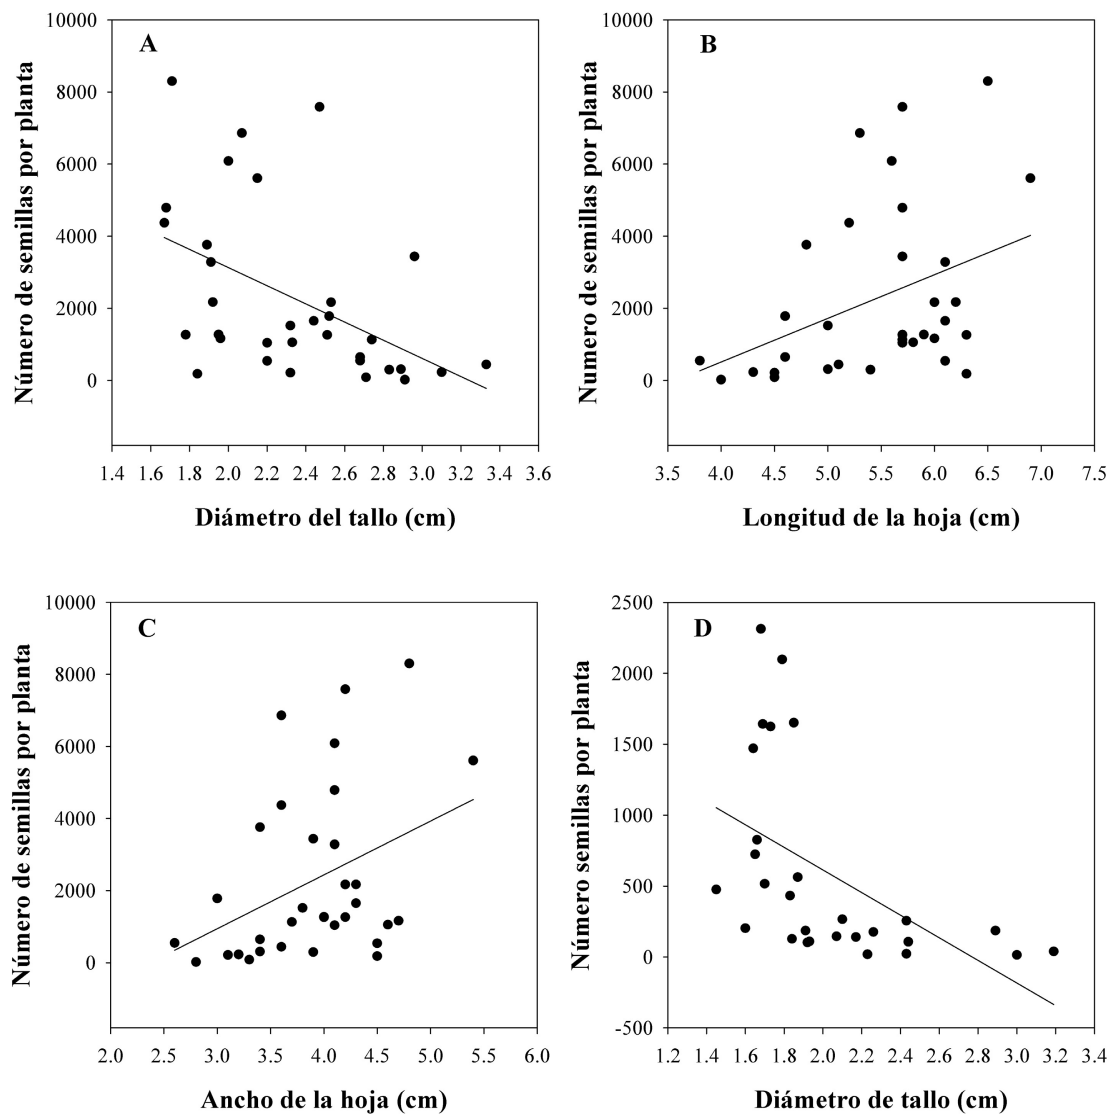 A
Número de semillas por planta
10000
8000
6000
4000
2000
0
1.4 1.6 1.8 2.0 2.2 2.4 2.6 2.8 3.0 3.2 3.4 3.6
Diámetro del tallo (cm)
B
Numero de semillas por planta
10000
8000
6000
4000
2000
0
3.5 4.0 4.5 5.0 5.5 6.0 6.5 7.0 7.5
Longitud de la hoja (cm)
C
Número de semillas por planta
10000
8000
6000
4000
2000
0
2.0 2.5 3.0 3.5 4.0 4.5 5.0 5.5 6.0
Ancho de la hoja (cm)
D
Número semillas por planta
2500
2000
1500
1000
500
0
-500
1.2 1.4 1.6 1.8 2.0 2.2 2.4 2.6 2.8 3.0 3.2 3.4
Diámetro de tallo (cm)